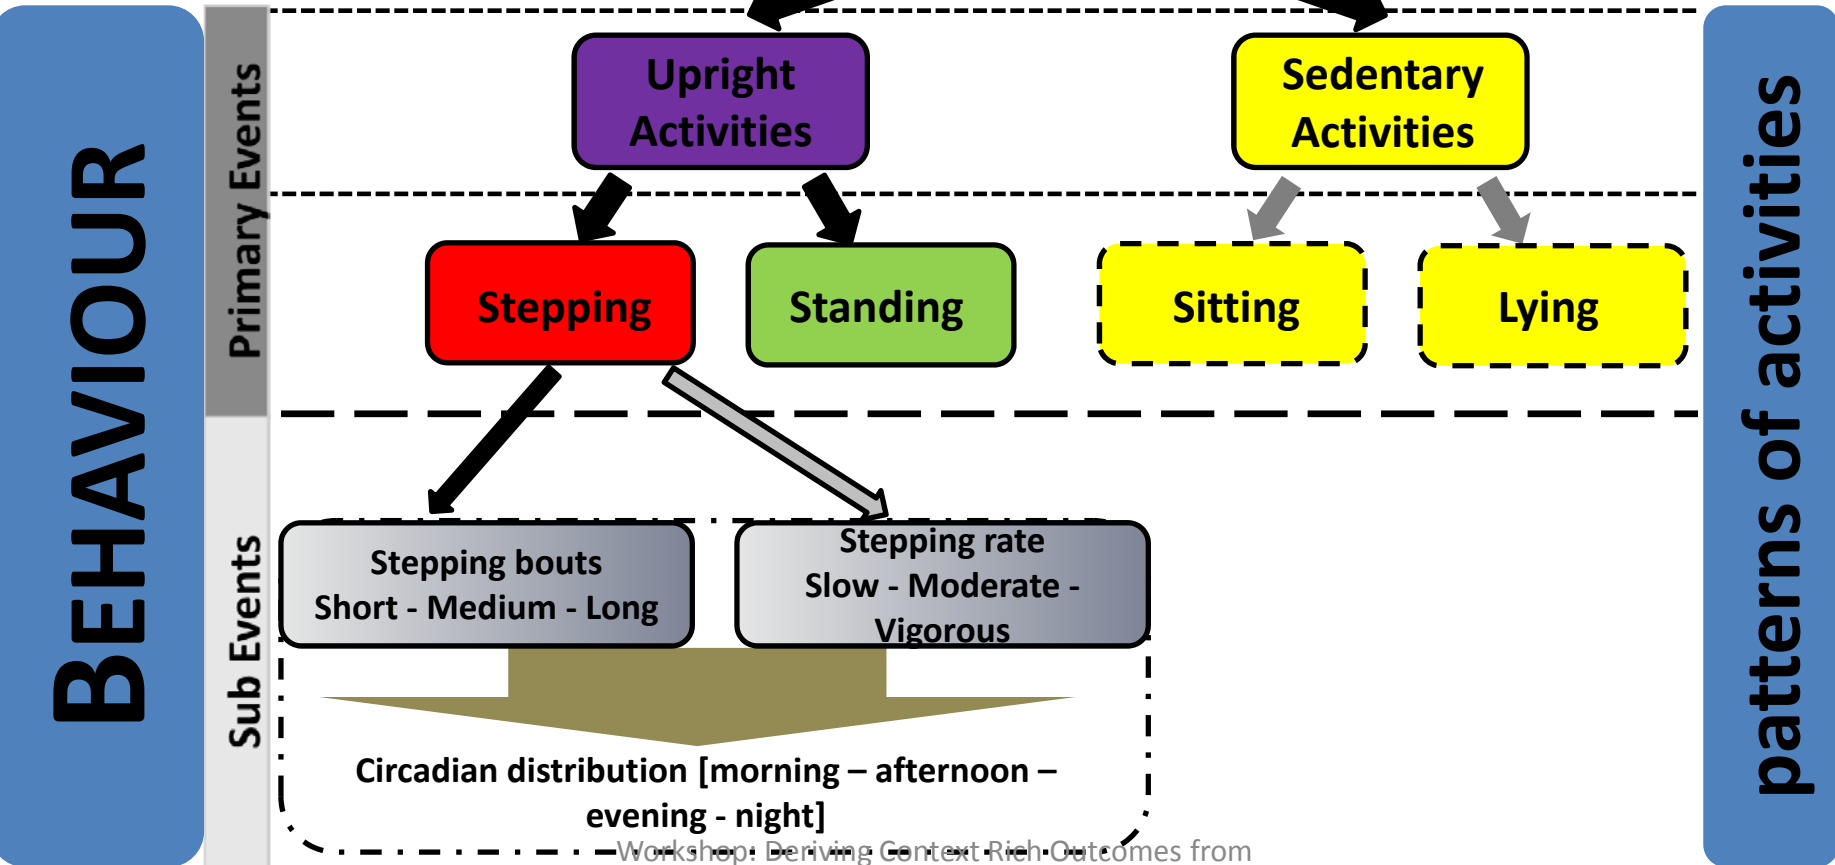 BEHAVIOUR
Primary Events
Sub Events
Upright
Activities
Sedentary
Activities
Stepping
Standing
Sitting
Lying
Stepping bouts
Short - Medium - Long
Stepping rate
Slow - Moderate -
Vigorous
Circadian distribution [morning – afternoon –
evening - night]
Workshop: Deriving Context Rich Outcomes from
patterns of activities